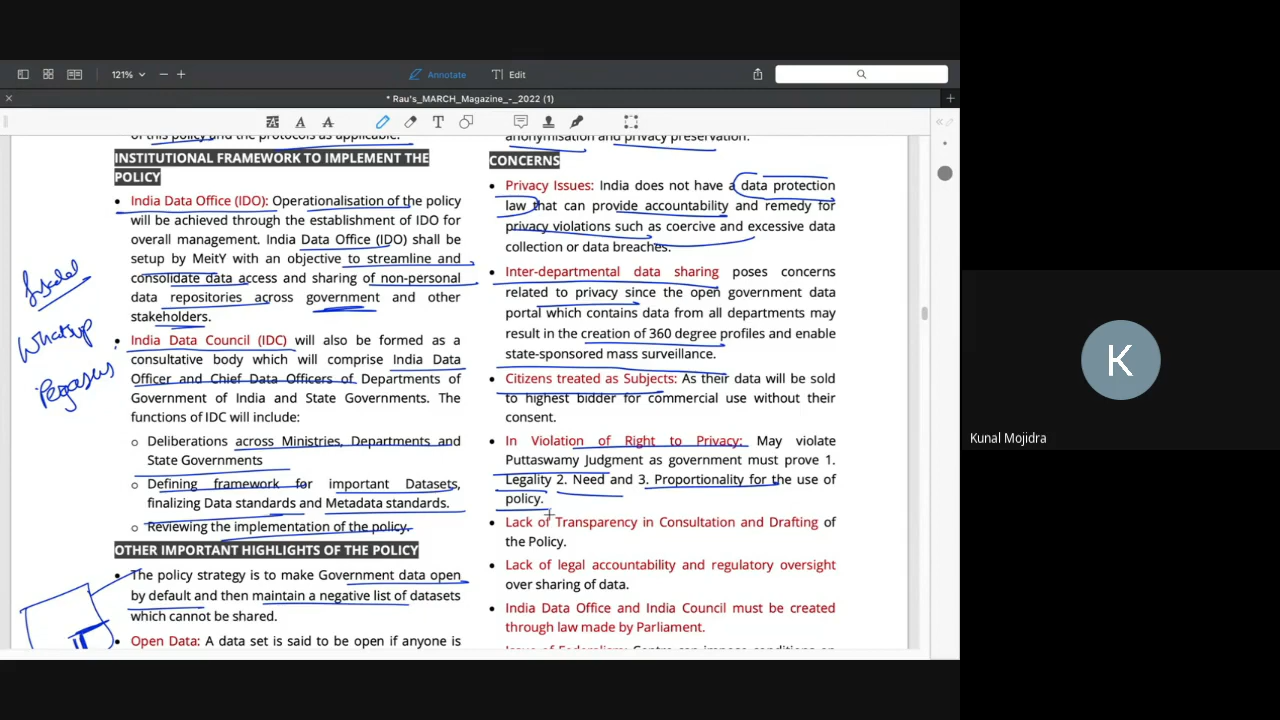 121%
Annotate
Edit
* Rau's_MARCH_Magazine_-_2022 (1)
of this policy and the protocols as applicable.
INSTITUTIONAL FRAMEWORK TO IMPLEMENT THE
POLICY
• India Data Office (IDO): Operationalisation of the policy
will be achieved through the establishment of IDO for
overall management. India Data Office (IDO) shall be
setup by MeitY with an objective to streamline and
consolidate data access and sharing of non-personal
data repositories across government and other
stakeholders.
• India Data Council (IDC) will also be formed as a
consultative body which will comprise India Data
Officer and Chief Data Officers of Departments of
Government of India and State Governments. The
functions of IDC will include:
o Deliberations across Ministries, Departments and
State Governments
o Defining framework for important Datasets,
finalizing Data standards and Metadata standards.
o Reviewing the implementation of the policy.
OTHER IMPORTANT HIGHLIGHTS OF THE POLICY
• The policy strategy is to make Government data open
by default and then maintain a negative list of datasets
which cannot be shared.
• Open Data: A data set is said to be open if anyone is
Whatsup
Pegasus
anonymisation and privacy preservation.
CONCERNS
• Privacy Issues: India does not have a data protection
law that can provide accountability and remedy for
privacy violations such as coercive and excessive data
collection or data breaches.
• Inter-departmental data sharing poses concerns
related to privacy since the open government data
portal which contains data from all departments may
result in the creation of 360 degree profiles and enable
state-sponsored mass surveillance.
• Citizens treated as Subjects: As their data will be sold
to highest bidder for commercial use without their
consent.
• In Violation of Right to Privacy: May violate
Puttaswamy Judgment as government must prove 1.
Legality 2. Need and 3. Proportionality for the use of
policy.
• Lack of Transparency in Consultation and Drafting of
the Policy.
• Lack of legal accountability and regulatory oversight
over sharing of data.
• India Data Office and India Council must be created
through law made by Parliament.
Issue of Federalism: Centre can impose conditions on
K
Kunal Mojidra